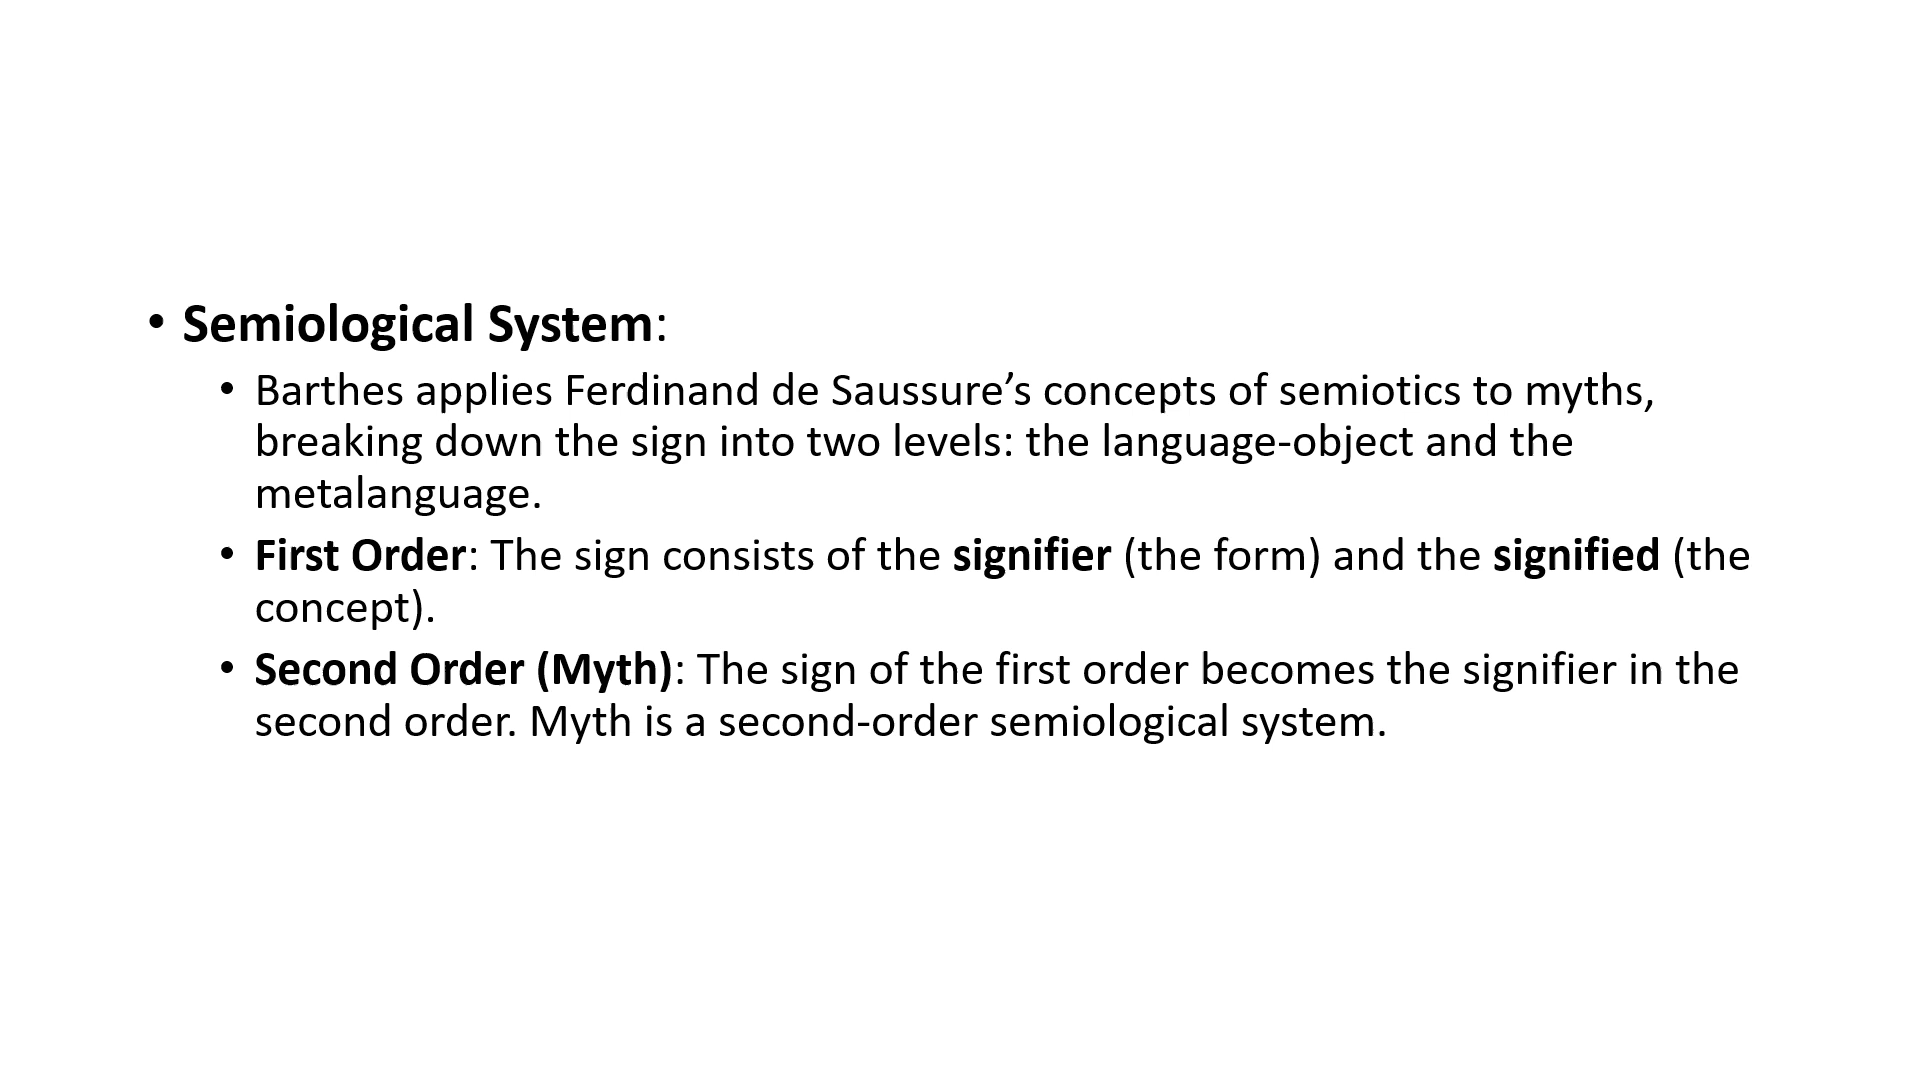 • Semiological System:
• Barthes applies Ferdinand de Saussure’s concepts of semiotics to myths,
breaking down the sign into two levels: the language-object and the
metalanguage.
• First Order: The sign consists of the signifier (the form) and the signified (the
concept).
• Second Order (Myth): The sign of the first order becomes the signifier in the
second order. Myth is a second-order semiological system.